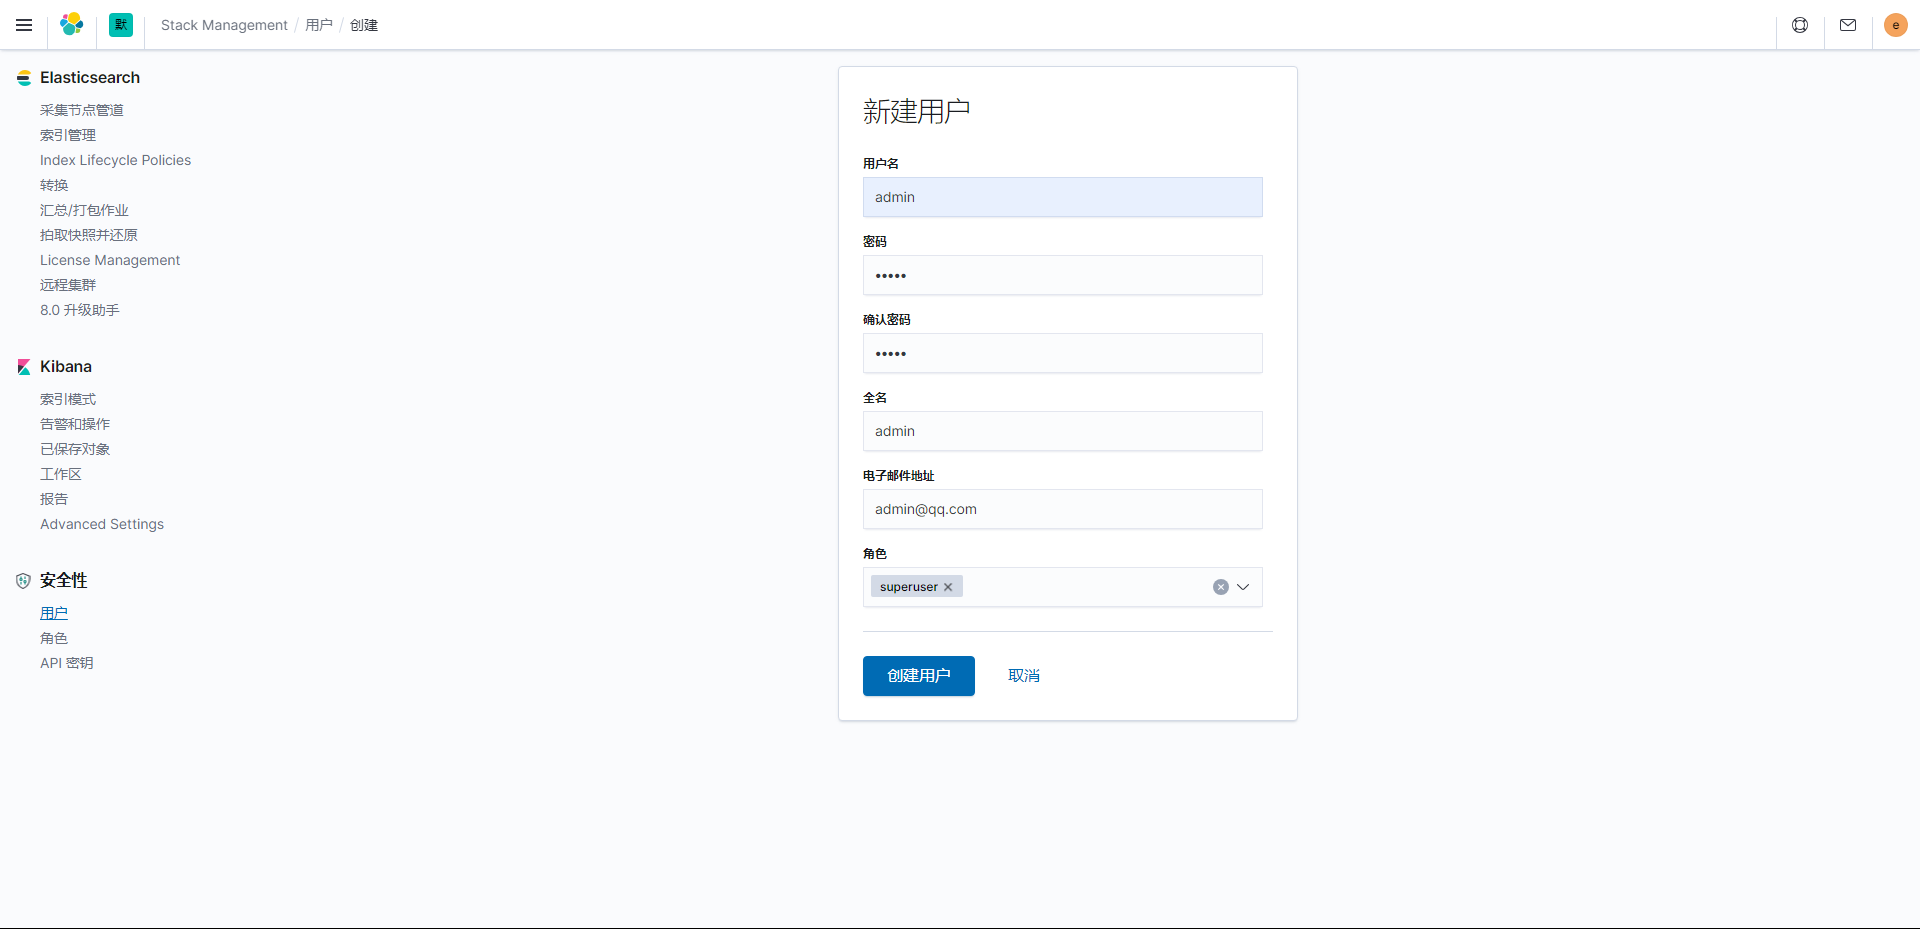 默 Stack Management / 用户 / 创建 e
Elasticsearch
采集节点管道
索引管理
Index Lifecycle Policies
转换
汇总/打包作业
拍取快照并还原
License Management
远程集群
8.0 升级助手
Kibana
索引模式
告警和操作
已保存对象
工作区
报告
Advanced Settings
安全性
用户
角色
API 密钥
新建用户
用户名
admin
密码
•••••
确认密码
•••••
全名
admin
电子邮件地址
admin@qq.com
角色
superuser
创建用户 取消